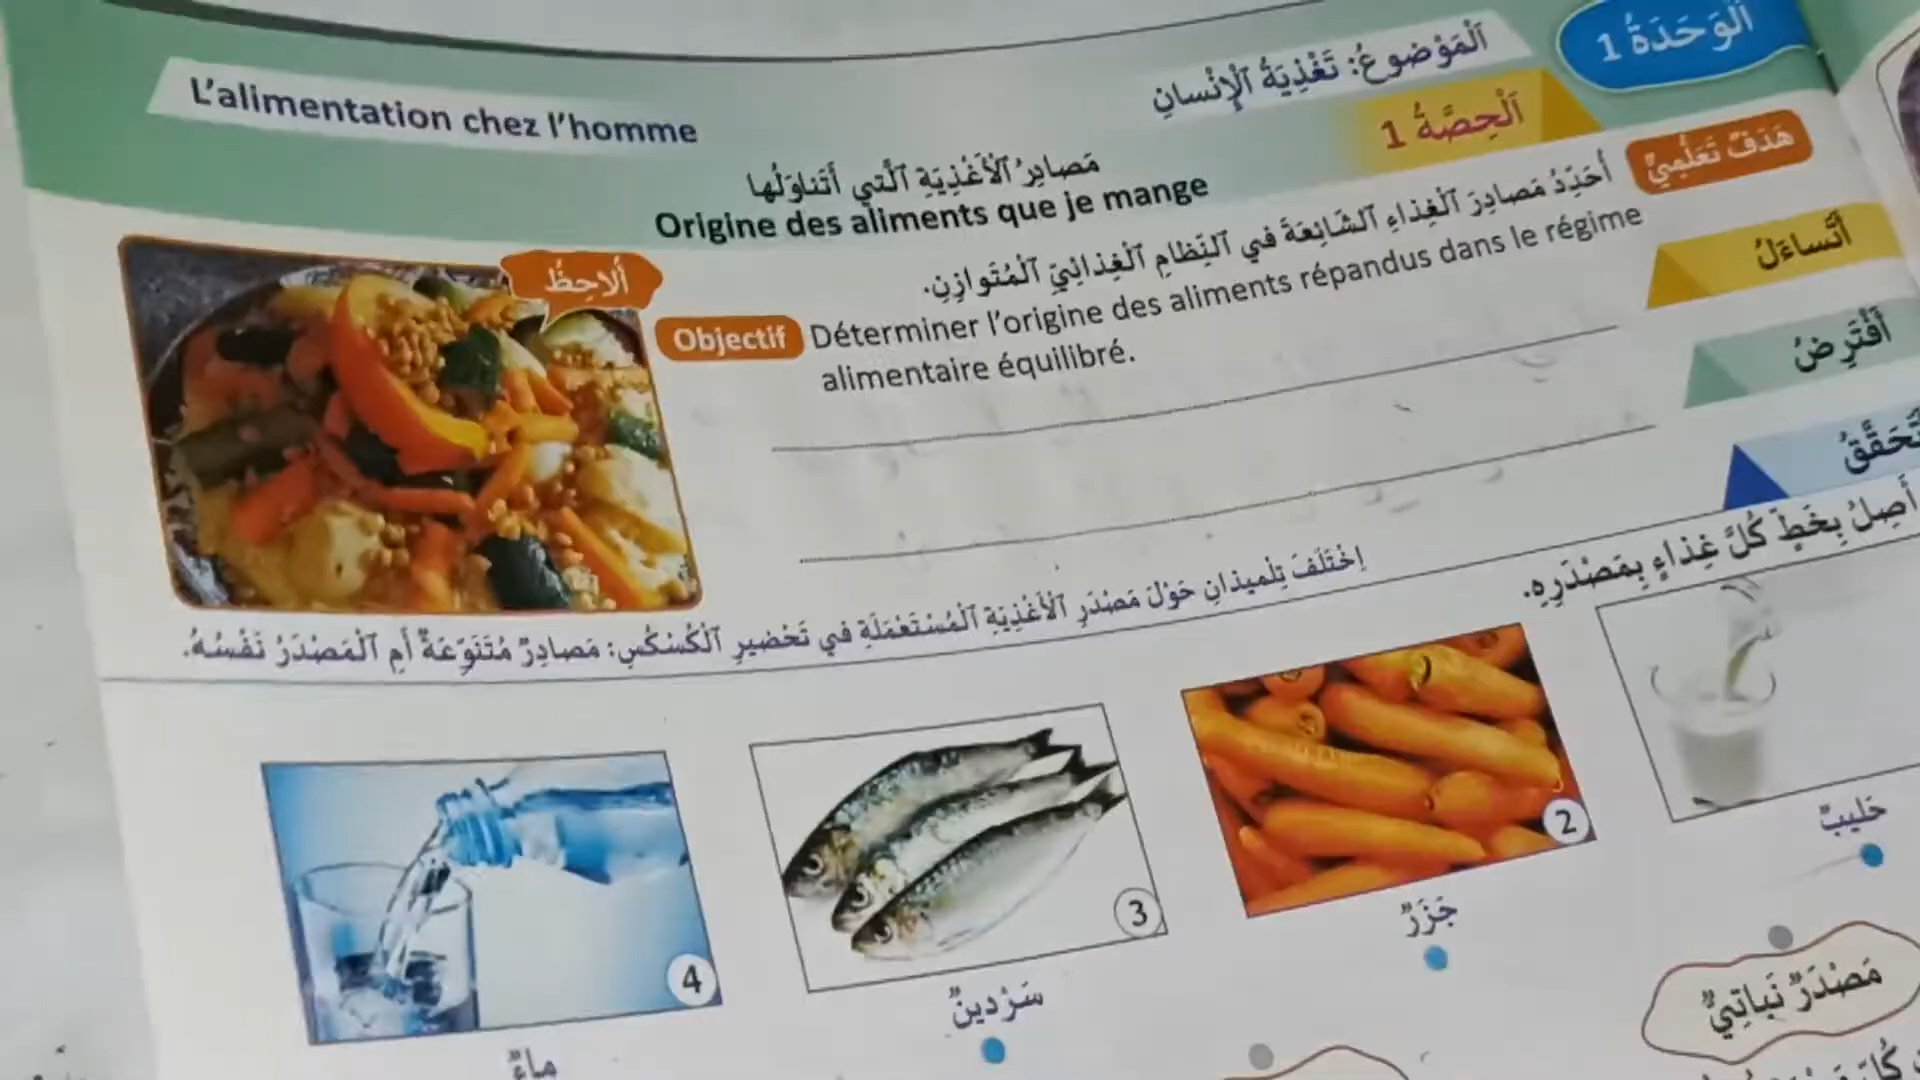 اَلْوَحَدَةُ 1
اَلْمَوْضوعُ: تَغْذِيَةُ الْإِنْسانِ
L'alimentation chez l'homme
اَلْحِصَّةُ 1
مَصادِرُ الْأَغْذِيَةِ الَّتي أَتَناوَلُها
Origine des aliments que je mange
هَدَفٌ تَعَلُّمِيٌّ
أُحَدِّدُ مَصادِرَ الْغِذاءِ الشّائِعَةَ في النِّظامِ الْغِذائِيِّ الْمُتَوازِنِ.
Objectif Déterminer l'origine des aliments répandus dans le régime
alimentaire équilibré.
أُلاحِظُ
أَتَساءَلُ
أَفْتَرِضُ
اِخْتَلَفَ تِلْميذانِ حَوْلَ مَصْدَرِ الْأَغْذِيَةِ الْمُسْتَعْمَلَةِ في تَحْضيرِ الْكُسْكُسِ: مَصادِرٌ مُتَنَوِّعَةٌ أَمِ الْمَصْدَرُ نَفْسُهُ.
أَصِلُ بِخَطٍّ كُلَّ غِذاءٍ بِمَصْدَرِهِ.
حَليبٌ
2
جَزَرٌ
3
سَرْدينٌ
4
ماءٌ
مَصْدَرٌ نَباتِيٌّ